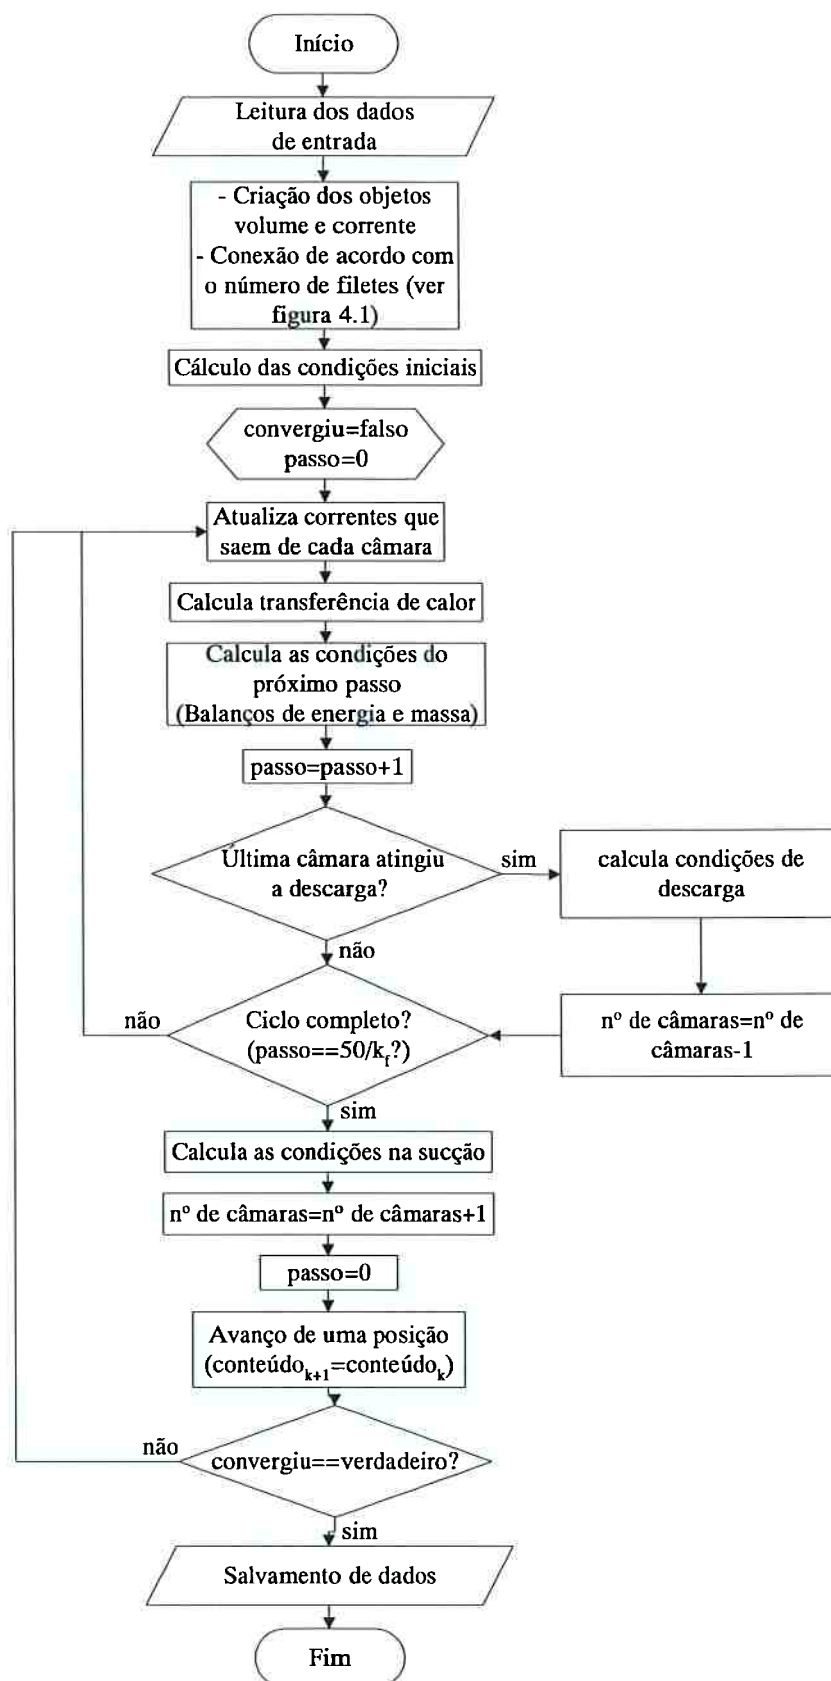 Início
Leitura dos dados
de entrada
- Criação dos objetos
volume e corrente
- Conexão de acordo com
o número de filetes (ver
figura 4.1)
Cálculo das condições iniciais
convergiu=falso
passo=0
Atualiza correntes que
saem de cada câmara
Calcula transferência de calor
Calcula as condições do
próximo passo
(Balanços de energia e massa)
passo=passo+1
Última câmara atingiu
a descarga?
sim
calcula condições de
descarga
não
nº de câmaras=nº de
câmaras-1
Ciclo completo?
(passo==50/k_f?)
não
sim
Calcula as condições na sucção
nº de câmaras=nº de câmaras+1
passo=0
Avanço de uma posição
(conteúdo_{k+1}=conteúdo_k)
não
convergiu==verdadeiro?
sim
Salvamento de dados
Fim